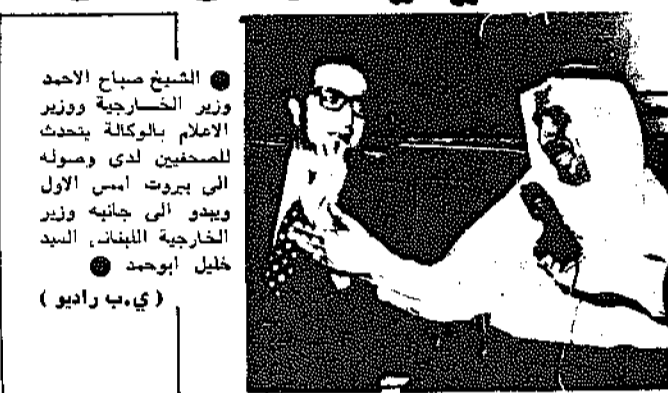 ● الشيخ صباح الاحمد
وزير الخـــارجية ووزير
الاعلام بالوكالة يتحدث
للصحفيين لدى وصوله
الى بيروت امس الاول
ويبدو الى جانبه وزير
الخارجية اللبناني السيد
خليل ابوحمد ●
( ي.ب راديو )